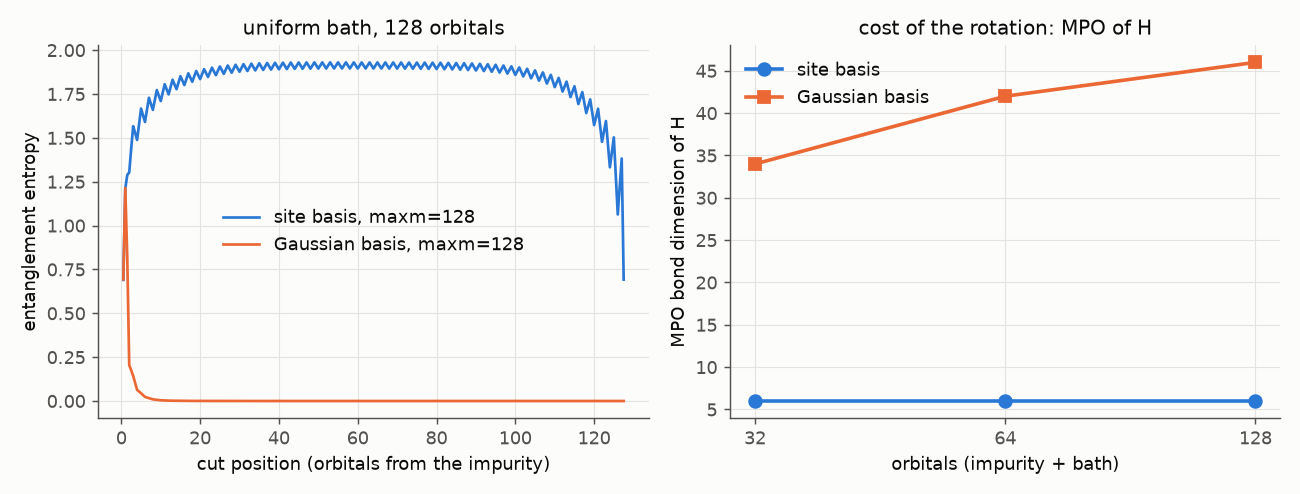 uniform bath, 128 orbitals
entanglement entropy
2.00
1.75
1.50
1.25
1.00
0.75
0.50
0.25
0.00
site basis, maxm=128
Gaussian basis, maxm=128
0
20
40
60
80
100
120
cut position (orbitals from the impurity)
cost of the rotation: MPO of H
MPO bond dimension of H
45
40
35
30
25
20
15
10
5
site basis
Gaussian basis
32
64
128
orbitals (impurity + bath)